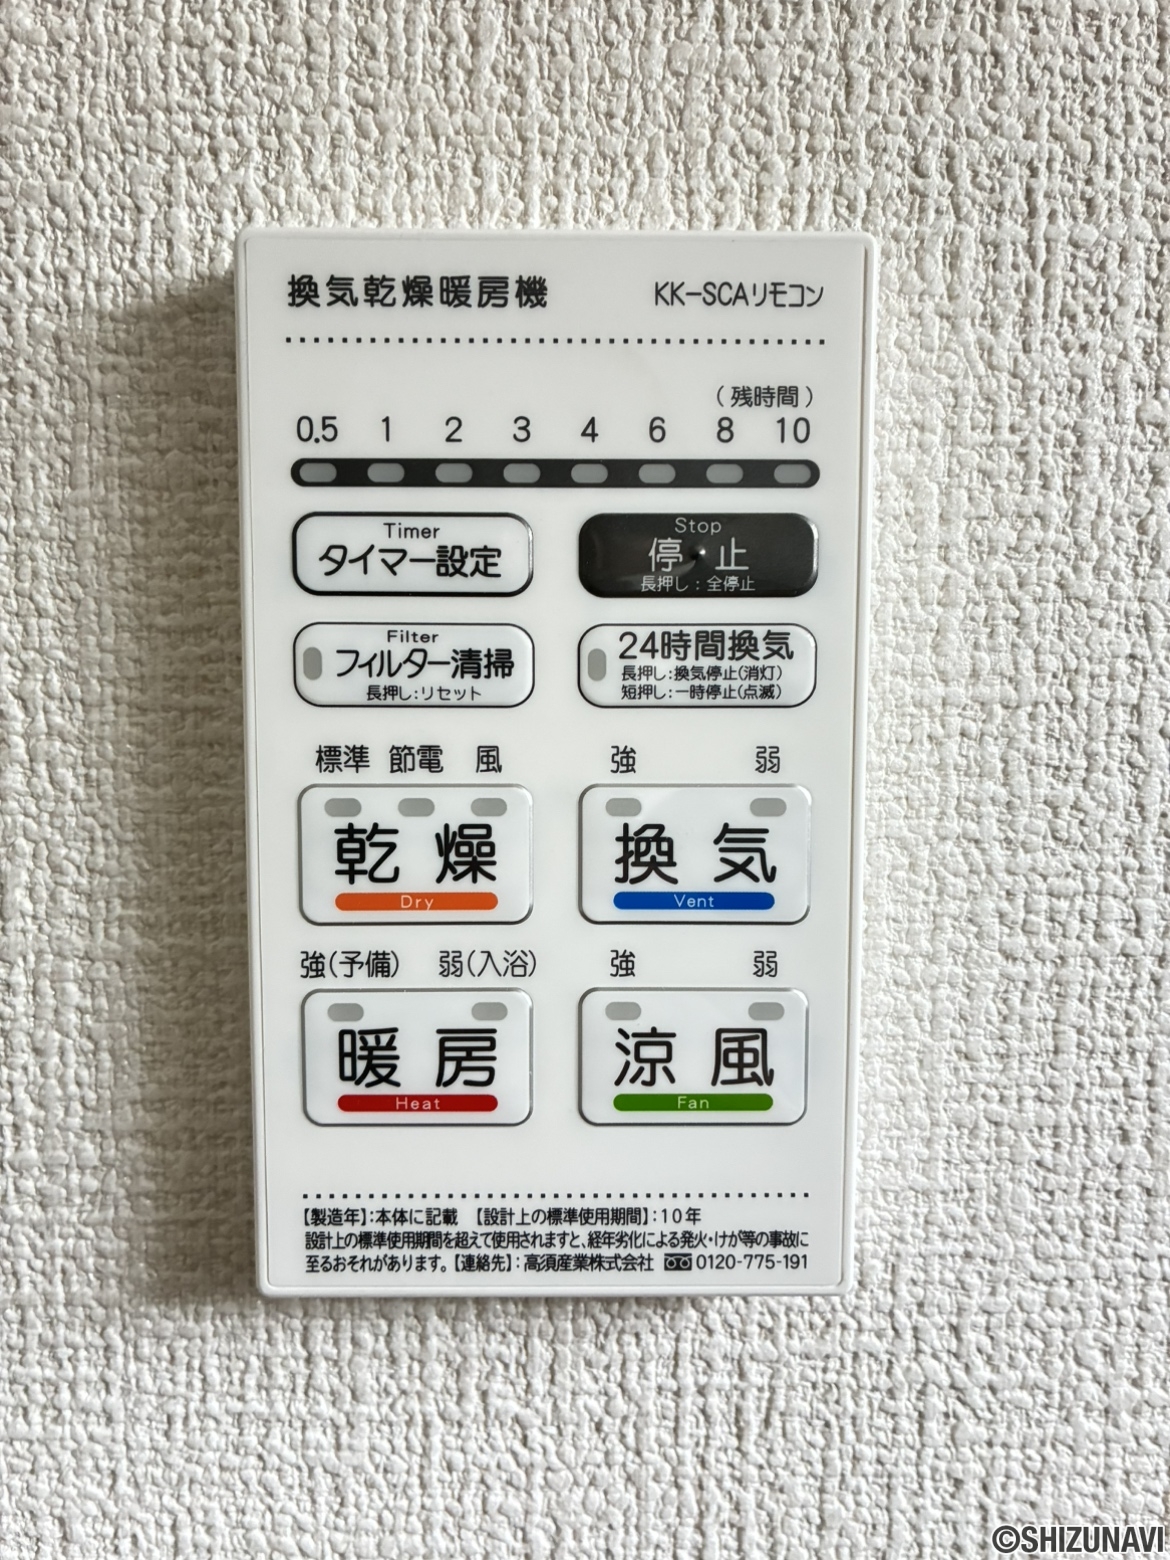 換気乾燥暖房機 KK-SCAリモコン
(残時間)
0.5 1 2 3 4 6 8 10
Timer
タイマー設定
Stop
停止
長押し:全停止
Filter
フィルター清掃
長押し:リセット
24時間換気
長押し:換気停止(消灯)
短押し:一時停止(点滅)
標準 節電 風
乾燥
Dry
強 弱
換気
Vent
強(予備) 弱(入浴)
暖房
Heat
強 弱
涼風
Fan
【製造年】:本体に記載 【設計上の標準使用期間】:10年
設計上の標準使用期間を超えて使用されますと、経年劣化による発火・けが等の事故に
至るおそれがあります。【連絡先】:高須産業株式会社 0120-775-191
©SHIZUNAVI